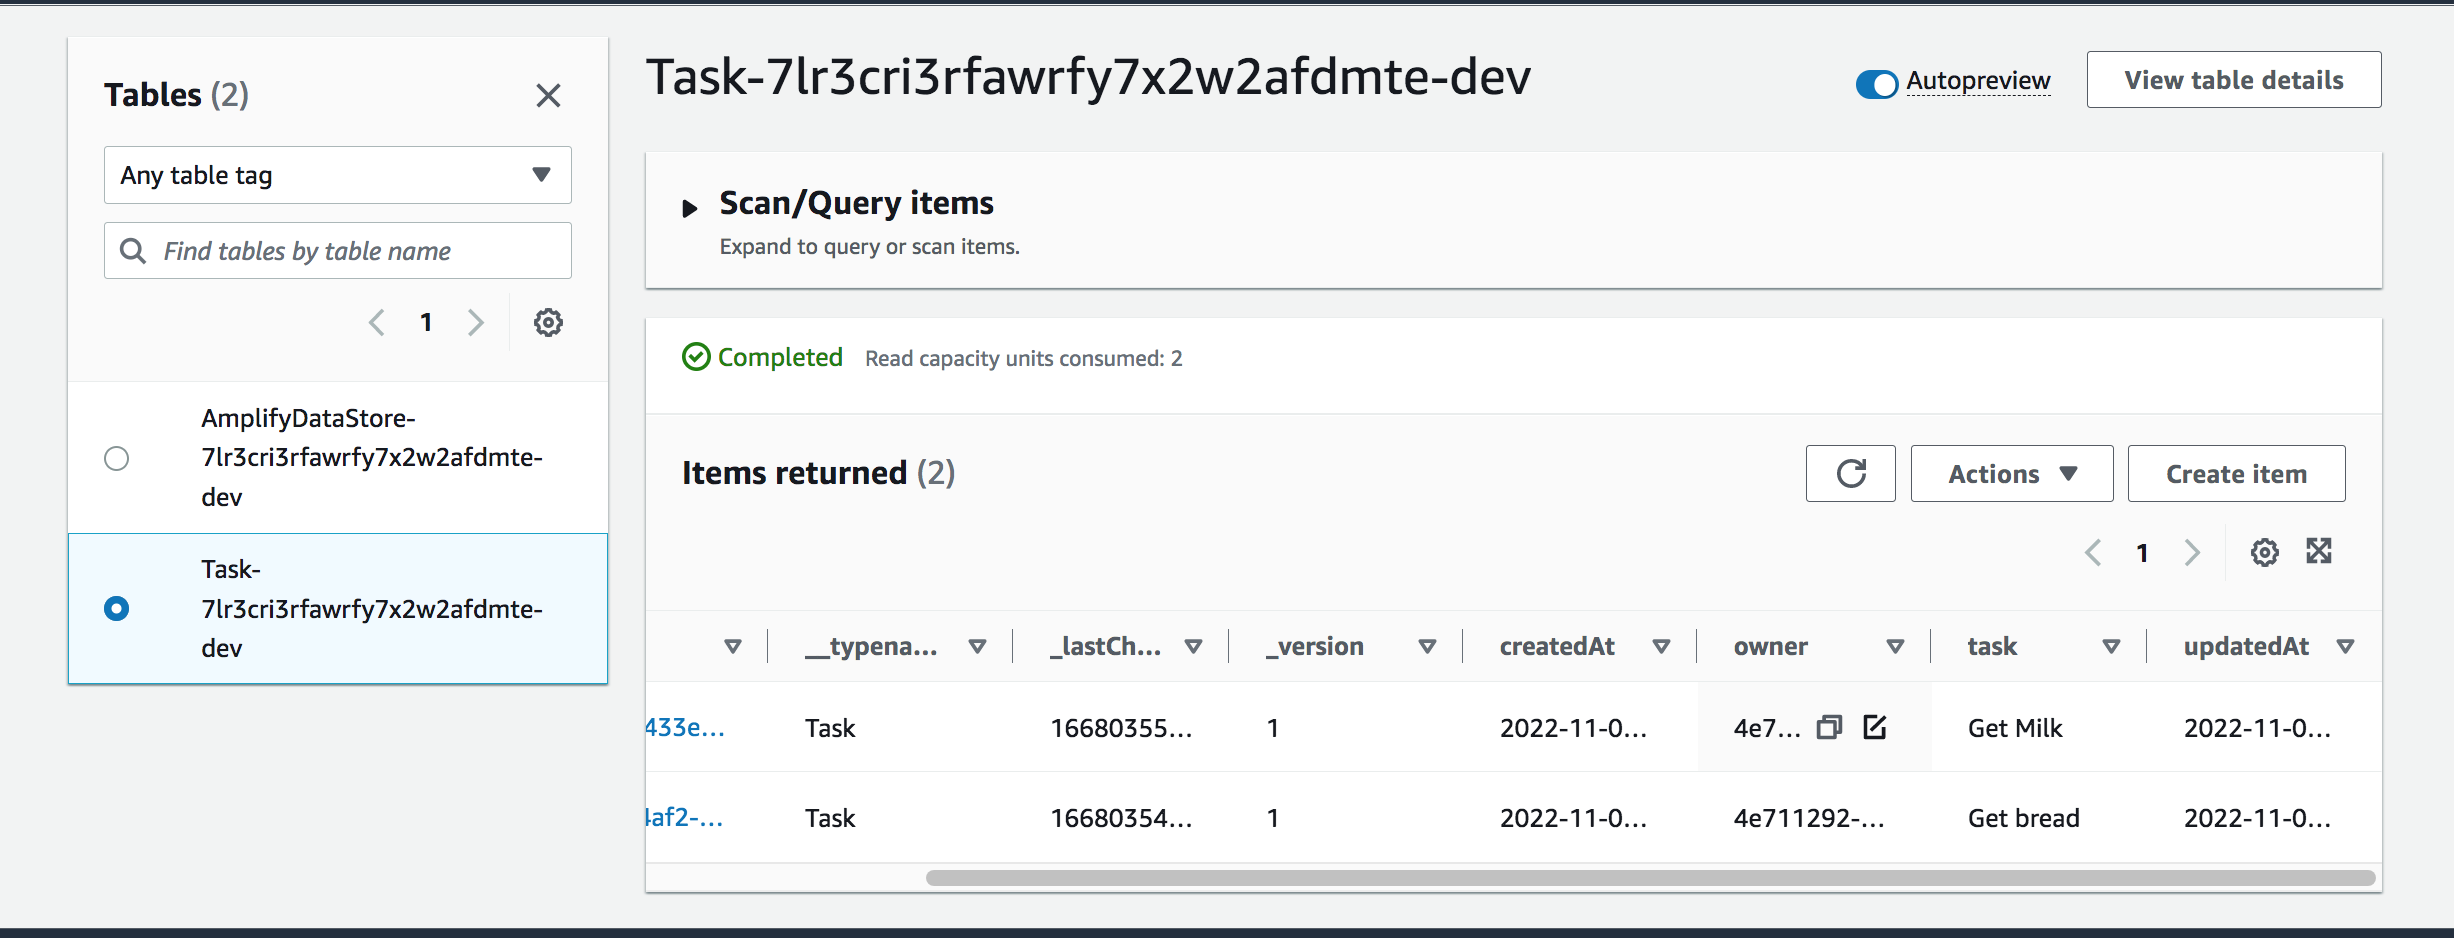 Tables (2)
Any table tag
Find tables by table name
1
AmplifyDataStore-
7lr3cri3rfawrfy7x2w2afdmte-
dev
Task-
7lr3cri3rfawrfy7x2w2afdmte-
dev
Task-7lr3cri3rfawrfy7x2w2afdmte-dev
Autopreview
View table details
Scan/Query items
Expand to query or scan items.
Completed Read capacity units consumed: 2
Items returned (2)
Actions
Create item
1
__typena... _lastCh... _version createdAt owner task updatedAt
433e... Task 16680355... 1 2022-11-0... 4e7... Get Milk 2022-11-0...
4af2-... Task 16680354... 1 2022-11-0... 4e711292-... Get bread 2022-11-0...